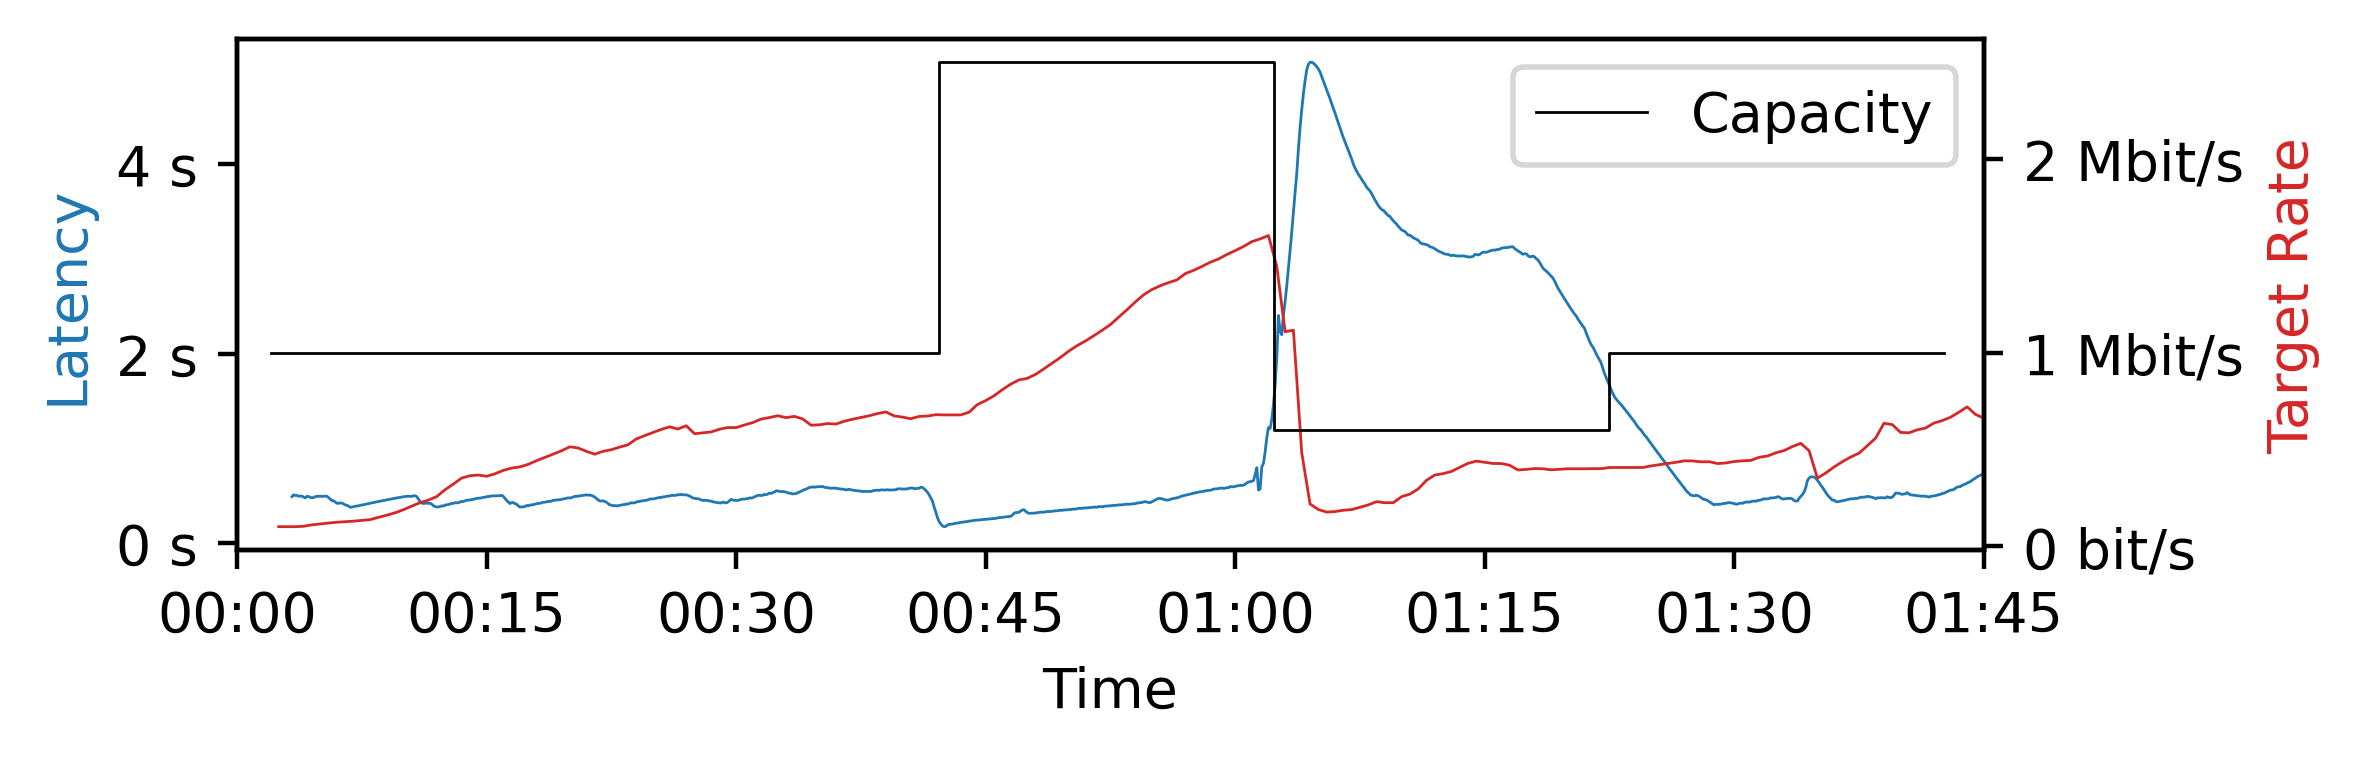 Capacity
Latency
4 s
2 s
0 s
2 Mbit/s
1 Mbit/s
0 bit/s
Target Rate
00:00 00:15 00:30 00:45 01:00 01:15 01:30 01:45
Time